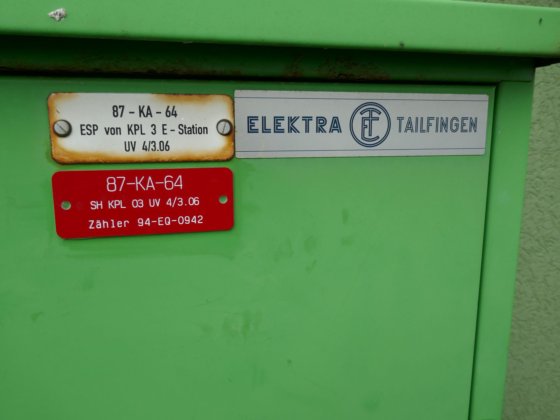 87-KA-64
ESP von KPL 3 E-Station
UV 4/3.06
ELEKTRA TAILFINGEN
87-KA-64
SH KPL 03 UV 4/3.06
Zähler 94-EQ-0942